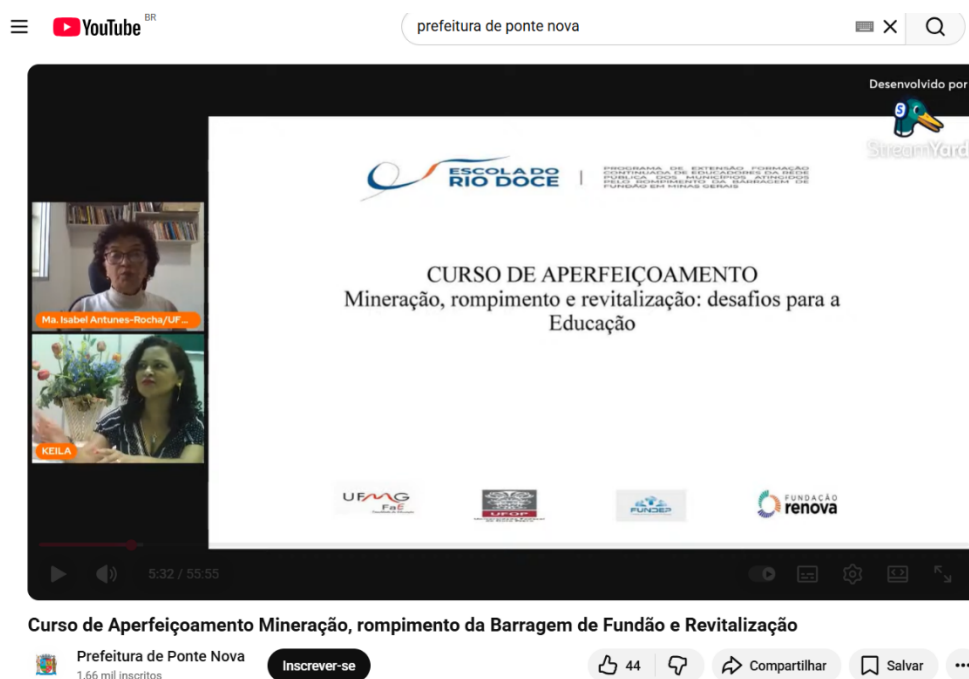 YouTube BR
prefeitura de ponte nova
Desenvolvido por
S
StreamYard
ESCOLA DO
RIO DOCE
PROGRAMA DE EXTENSÃO FORMAÇÃO
CONTINUADA DE EDUCADORES DA REDE
PÚBLICA DOS MUNICÍPIOS ATINGIDOS
PELO ROMPIMENTO DA BARRAGEM DE
FUNDÃO EM MINAS GERAIS
CURSO DE APERFEIÇOAMENTO
Mineração, rompimento e revitalização: desafios para a
Educação
Ma. Isabel Antunes-Rocha/UF...
KEILA
UFMG
FaE
UFOP
FUNDEP
FUNDAÇÃO
renova
5:32 / 55:55
Curso de Aperfeiçoamento Mineração, rompimento da Barragem de Fundão e Revitalização
Prefeitura de Ponte Nova
1,66 mil inscritos
Inscrever-se
44
Compartilhar
Salvar